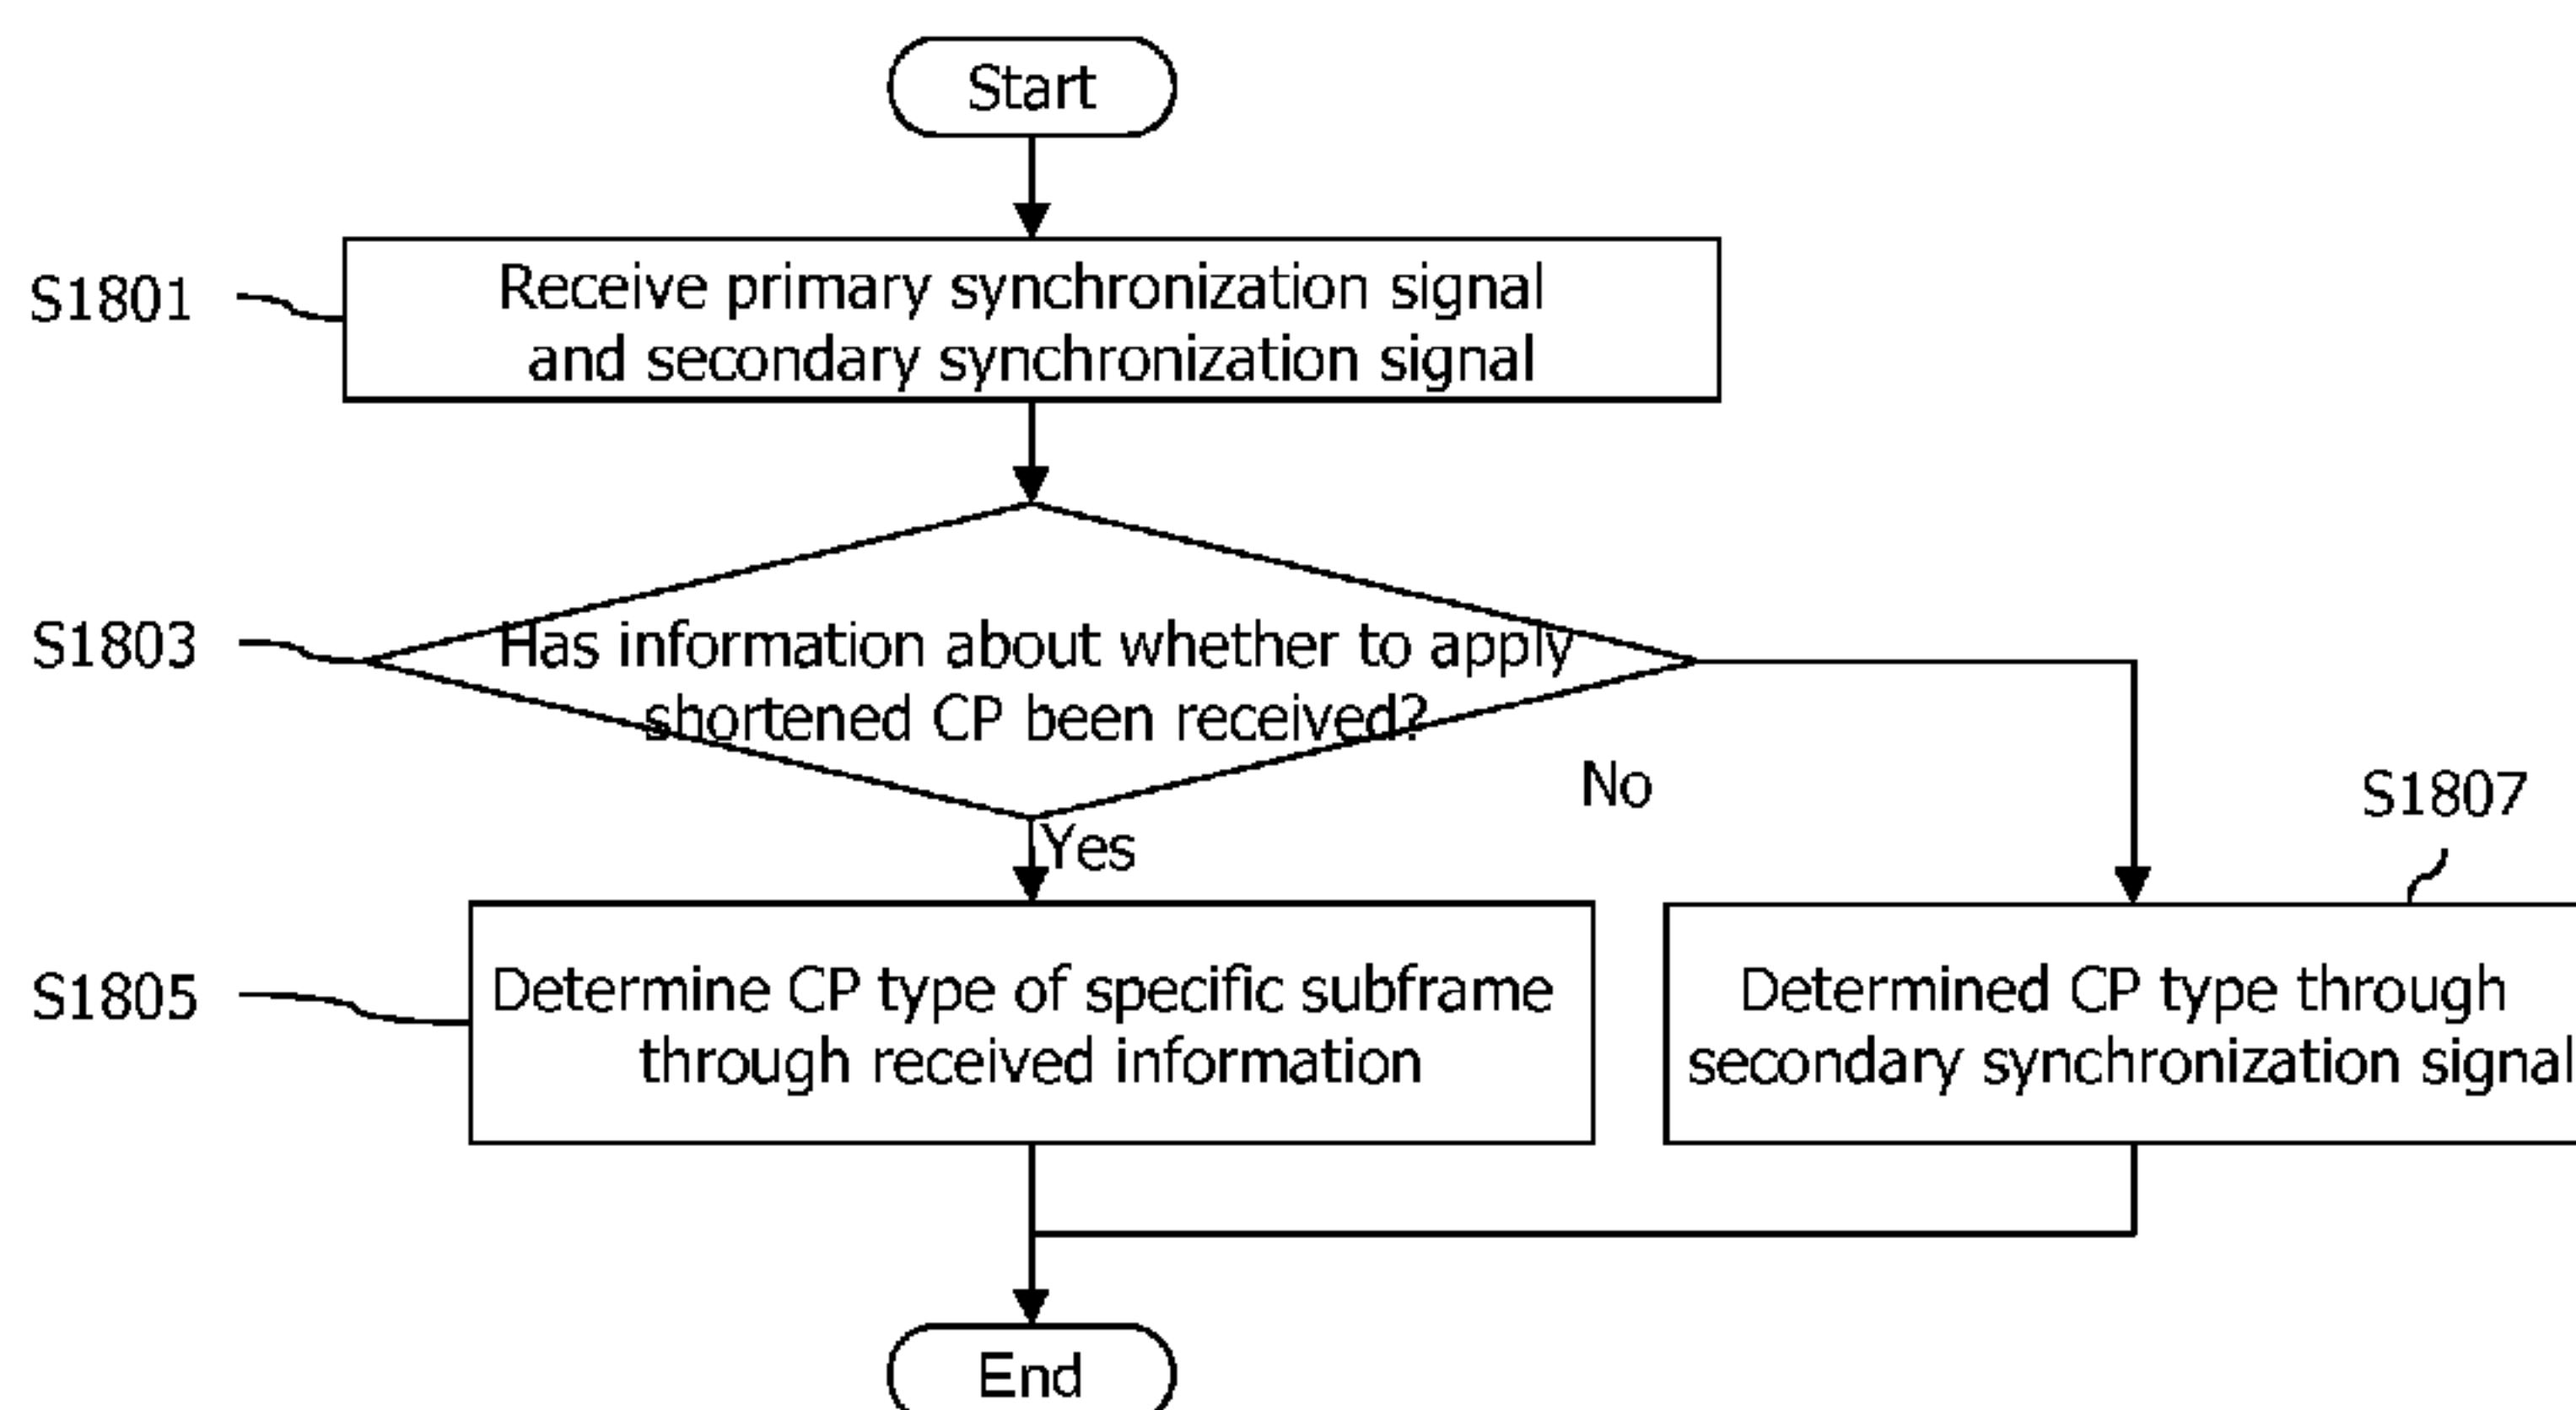 Start
S1801
Receive primary synchronization signal
and secondary synchronization signal
S1803
Has information about whether to apply
shortened CP been received?
No
Yes
S1807
S1805
Determine CP type of specific subframe
through received information
Determined CP type through
secondary synchronization signal
End